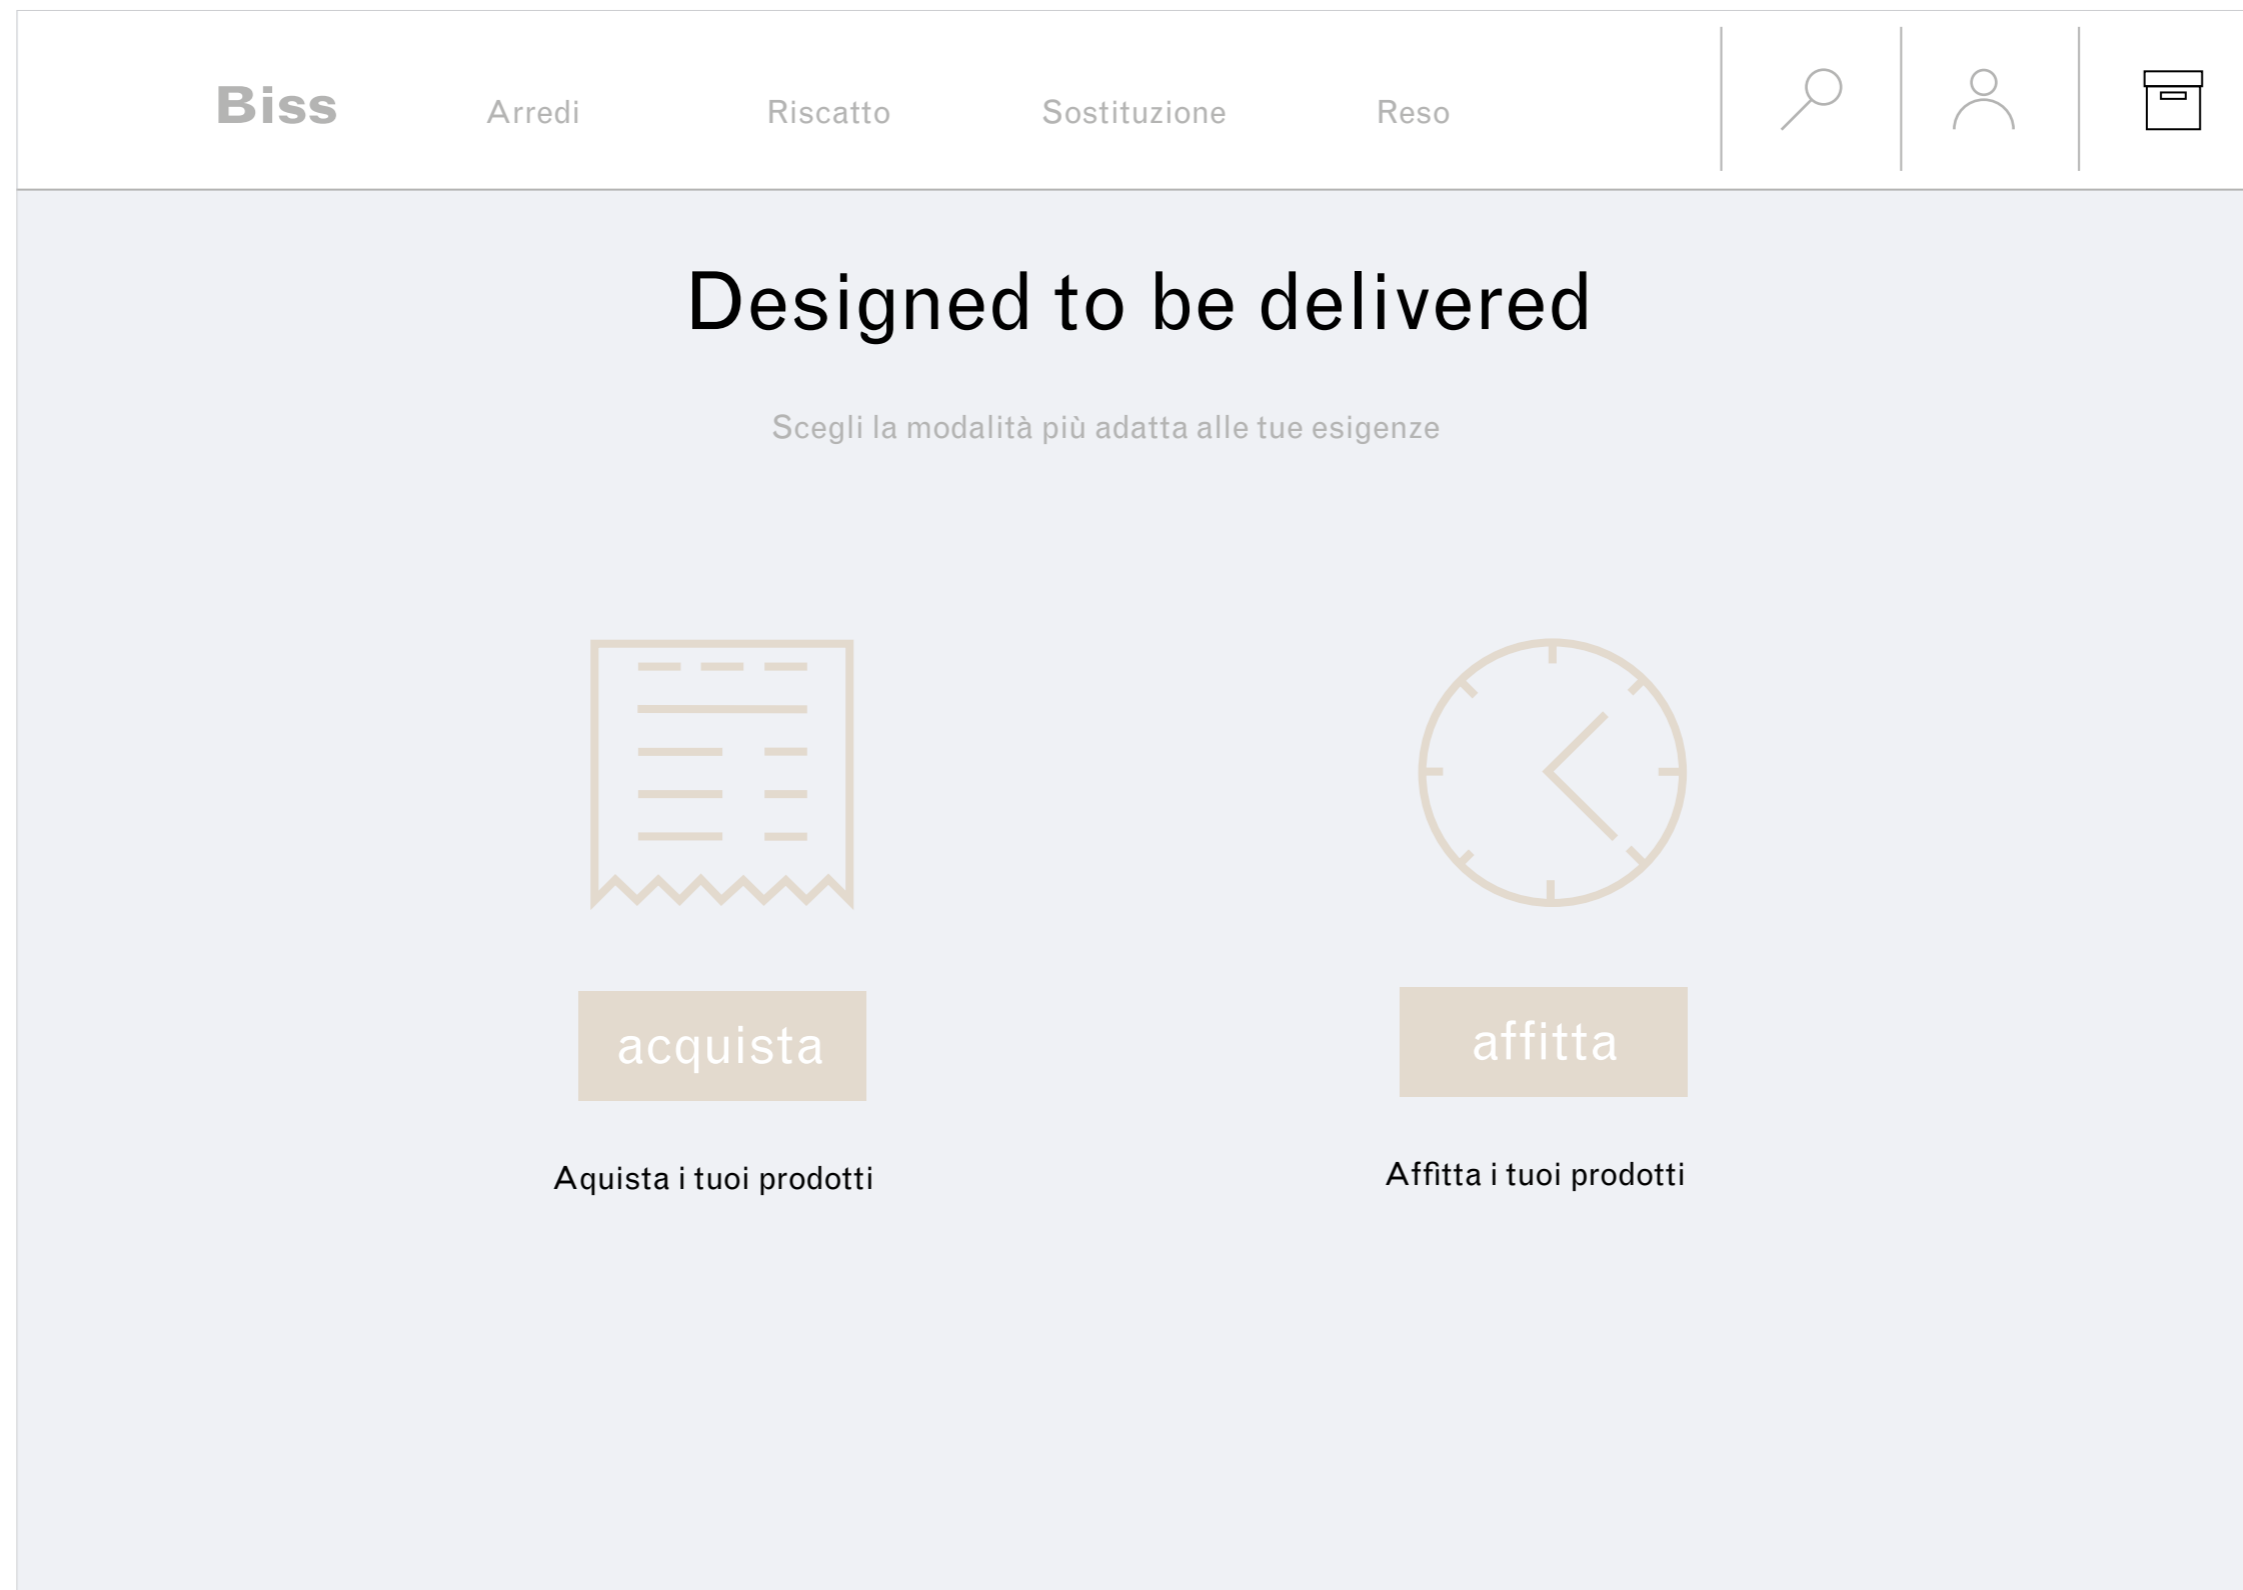 Biss
Arredi
Riscatto
Sostituzione
Reso
Designed to be delivered
Scegli la modalità più adatta alle tue esigenze
acquista
affitta
Aquista i tuoi prodotti
Affitta i tuoi prodotti